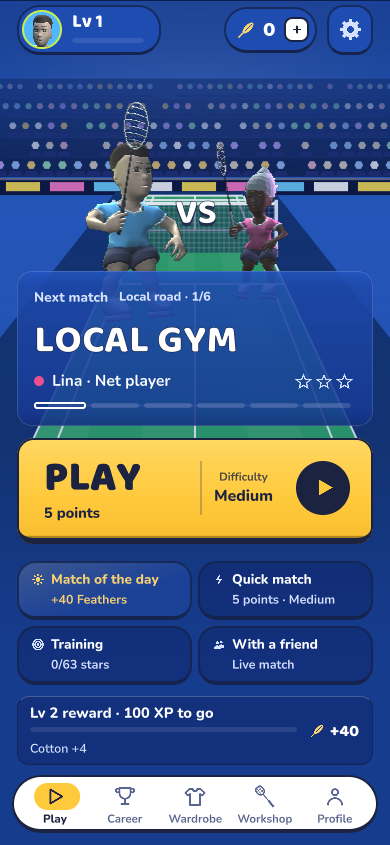 Lv 1
0
+
VS
Next match Local road · 1/6
LOCAL GYM
Lina · Net player
PLAY
5 points
Difficulty
Medium
Match of the day
+40 Feathers
Quick match
5 points · Medium
Training
0/63 stars
With a friend
Live match
Lv 2 reward · 100 XP to go
+40
Cotton +4
Play
Career
Wardrobe
Workshop
Profile